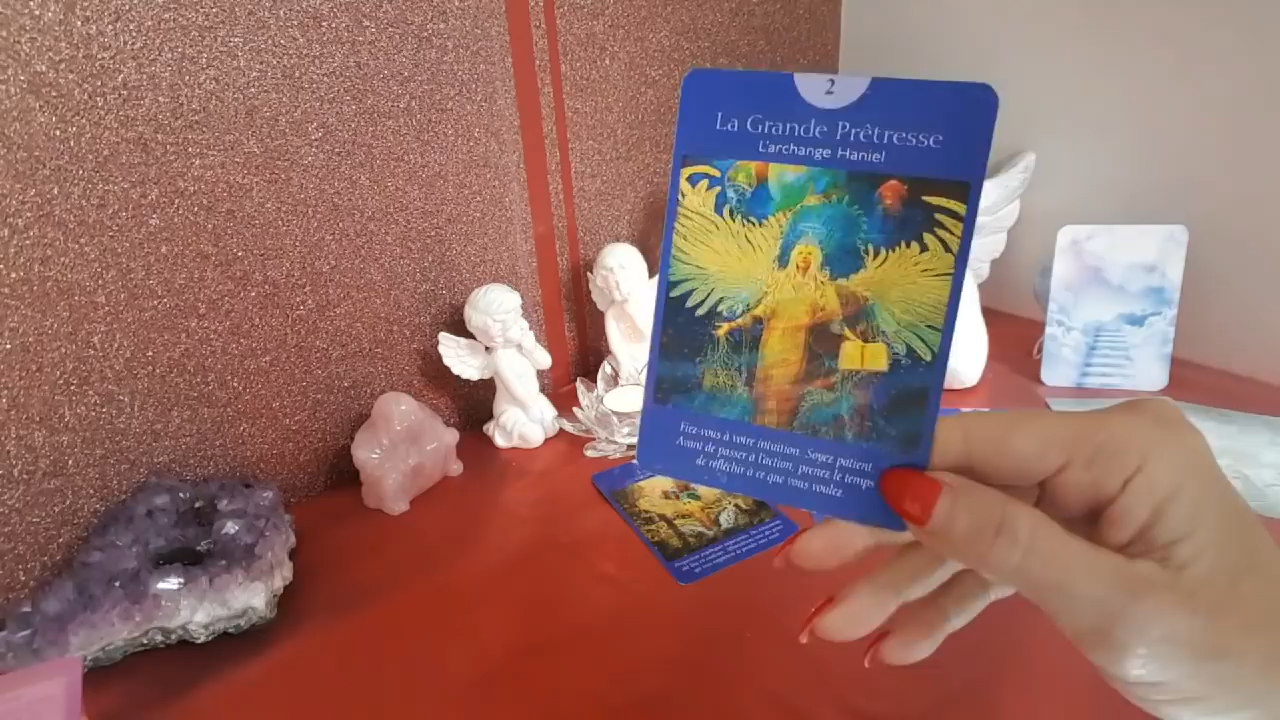 2
La Grande Prêtresse
L'archange Haniel
Fiez-vous à votre intuition. Soyez patient.
Avant de passer à l'action, prenez le temps
de réfléchir à ce que vous voulez.